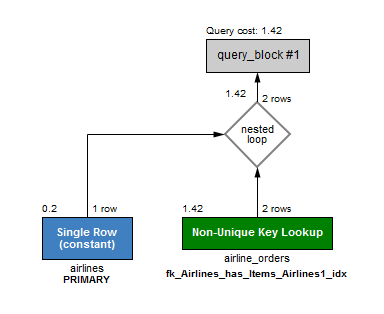 Query cost: 1.42
query_block #1
1.42
2 rows
nested
loop
0.2
1 row
1.42
2 rows
Single Row
(constant)
Non-Unique Key Lookup
airlines
PRIMARY
airline_orders
fk_Airlines_has_Items_Airlines1_idx